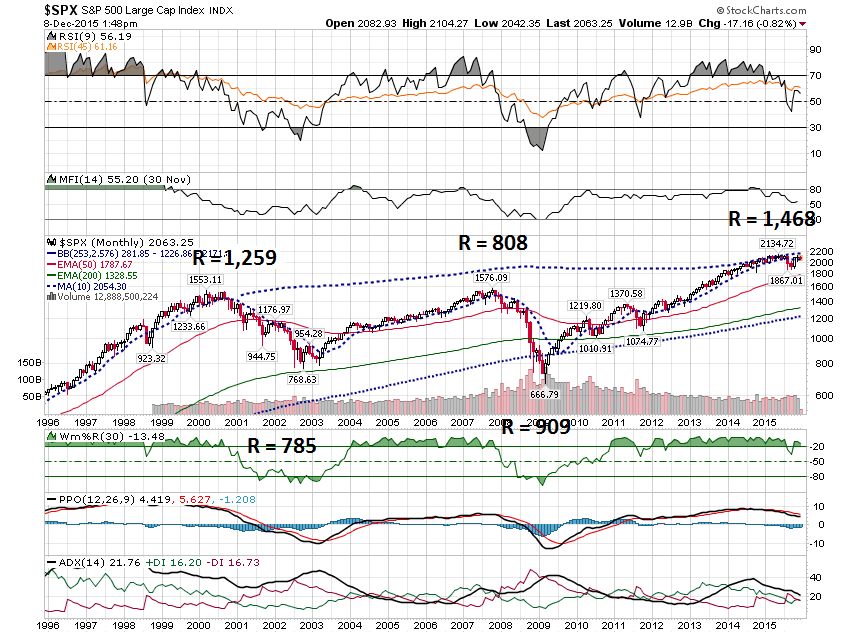 $SPX S&P 500 Large Cap Index INDX
© StockCharts.com
8-Dec-2015 1:48pm
Open 2082.93 High 2104.27 Low 2042.35 Last 2063.25 Volume 12.9B Chg -17.16 (-0.82%)
RSI(9) 56.19
RSI(45) 61.16
90
70
50
30
10
MFI(14) 55.20 (30 Nov)
80
50
20
R = 1,468
$SPX (Monthly) 2063.25
BB(253,2.576) 281.85 - 1226.86
EMA(50) 1787.67
EMA(200) 1328.55
MA(10) 2054.30
Volume 12,888,500,224
R = 1,259
R = 808
2134.72
1553.11
1576.09
1867.01
1176.97
1233.66
1219.80
1370.58
954.28
923.32
944.75
1010.91
1074.77
768.63
666.79
2200
2000
1800
1600
1400
1200
1000
800
600
150B
100B
50B
1996 1997 1998 1999 2000 2001 2002 2003 2004 2005 2006 2007 2008 2010 2011 2012 2013 2014 2015
R = 909
Wm%R(30) -13.48
R = 785
-20
-50
-80
PPO(12,26,9) 4.419, 5.627, -1.208
10
0
-10
ADX(14) 21.76 +DI 16.20 -DI 16.73
40
20
1996 1997 1998 1999 2000 2001 2002 2003 2004 2005 2006 2007 2008 2009 2010 2011 2012 2013 2014 2015